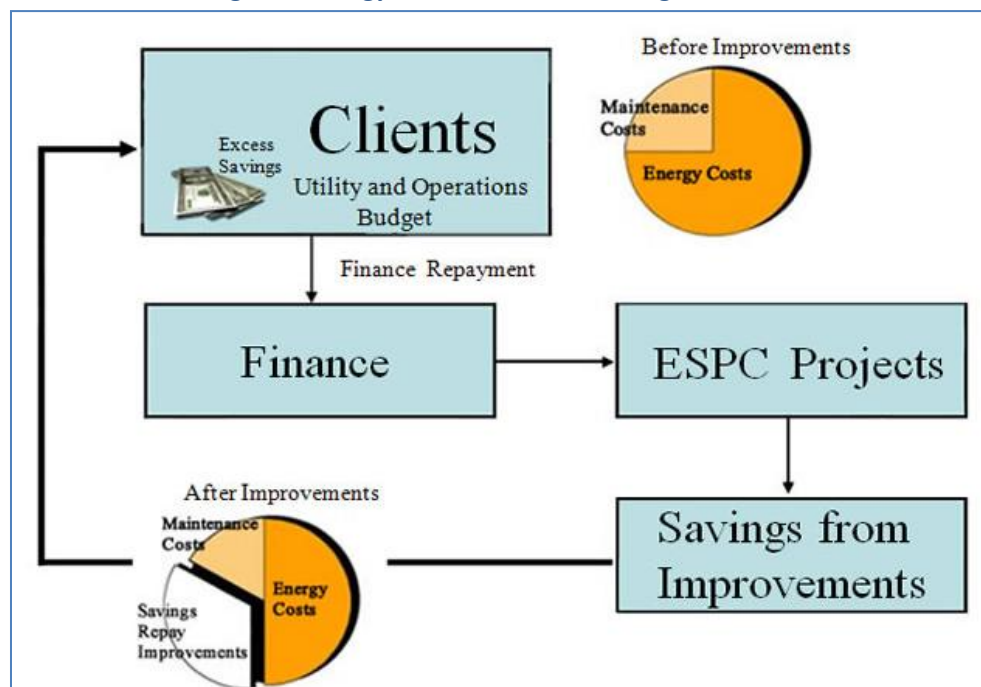 Before Improvements
Maintenance
Costs
Energy Costs
Clients
Excess
Savings
Utility and Operations
Budget
Finance Repayment
Finance
ESPC Projects
After Improvements
Maintenance
Costs
Energy
Costs
Savings
Repay
Improvements
Savings from
Improvements